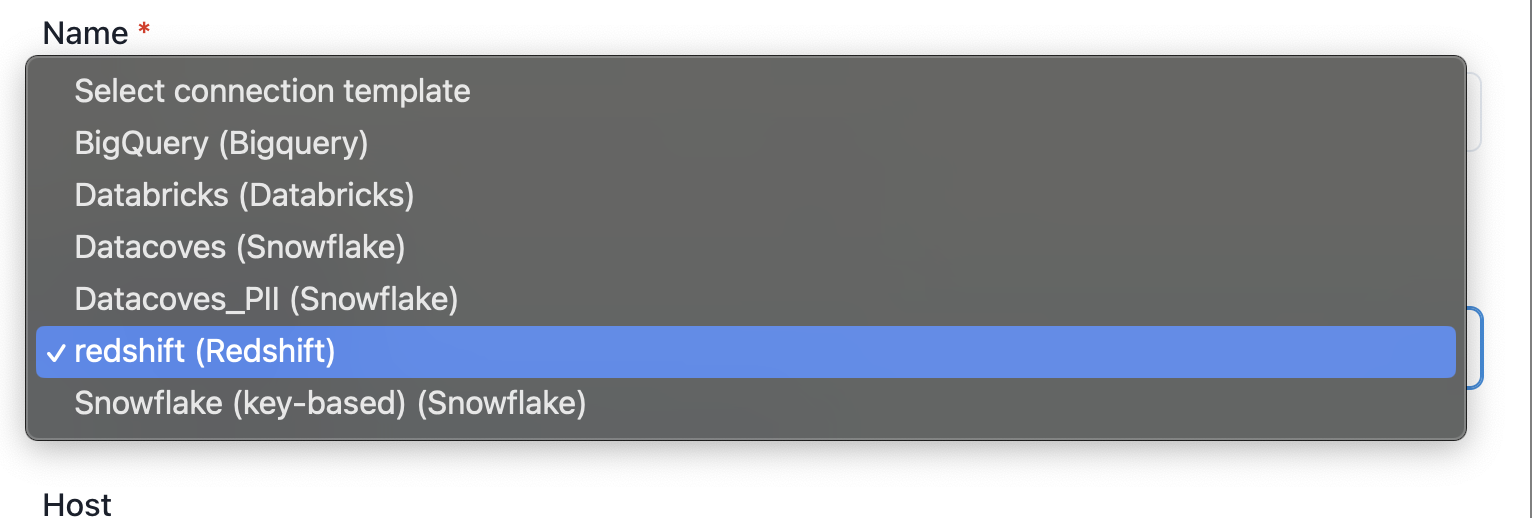 Name *
Select connection template
BigQuery (Bigquery)
Databricks (Databricks)
Datacoves (Snowflake)
Datacoves_PII (Snowflake)
✓ redshift (Redshift)
Snowflake (key-based) (Snowflake)
Host